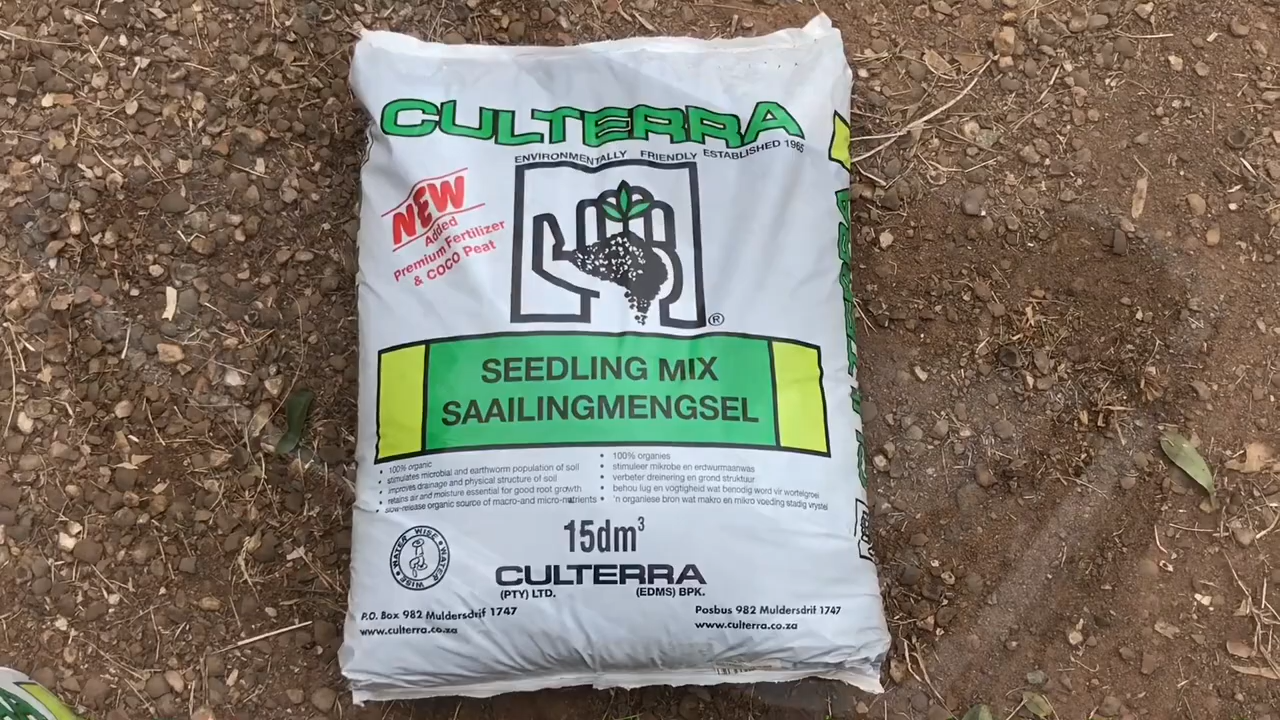 CULTERRA
ENVIRONMENTALLY FRIENDLY ESTABLISHED 1965
NEW
Added
Premium Fertilizer
& COCO Peat
®
SEEDLING MIX
SAAILINGMENGSEL
• 100% organic
• stimulates microbial and earthworm population of soil
• improves drainage and physical structure of soil
• retains air and moisture essential for good root growth
• slow-release organic source of macro-and micro-nutrients
• 100% organies
• stimuleer mikrobe en erdwurmaanwas
• verbeter dreinering en grond struktuur
• behou lug en vogtigheid wat benodig word vir wortelgroei
• 'n organiese bron wat makro en mikro voeding stadig vrystel
15dm³
WATER WISE • WATER WISE •
CULTERRA
(PTY) LTD. (EDMS) BPK.
P.O. Box 982 Muldersdrif 1747
www.culterra.co.za
Posbus 982 Muldersdrif 1747
www.culterra.co.za
CULTERRA